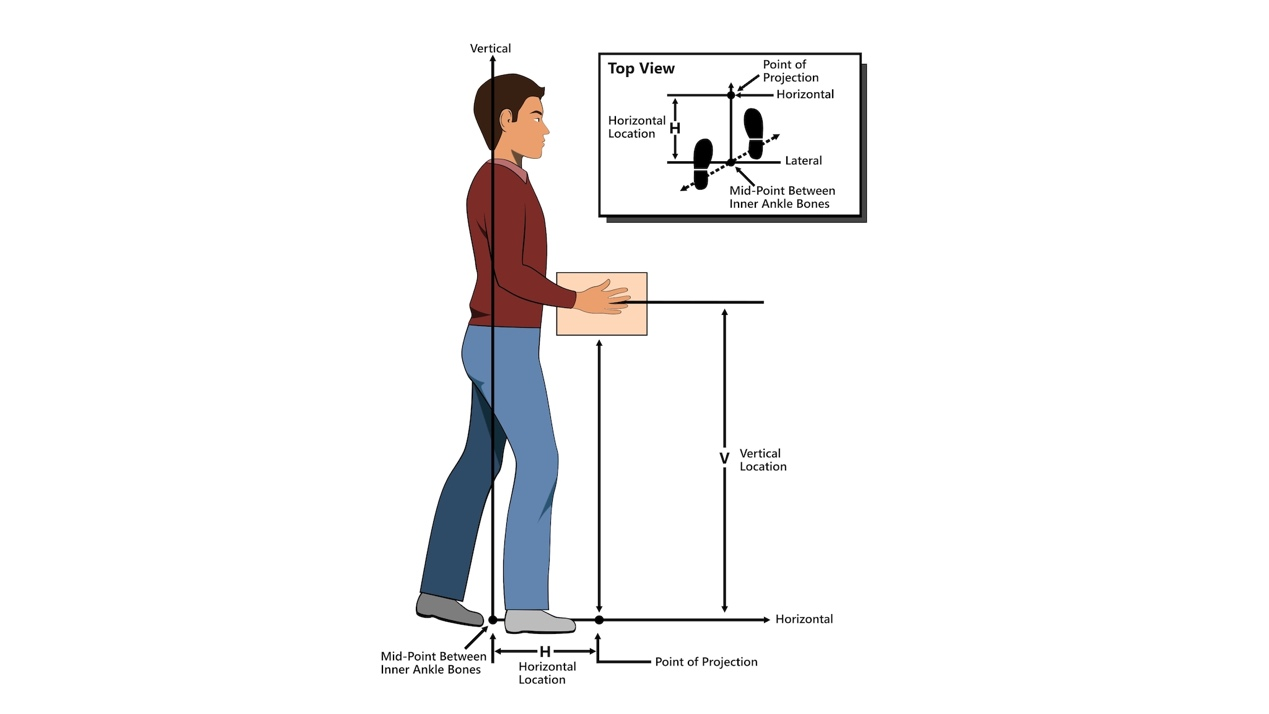 Vertical
Top View
Point of
Projection
Horizontal
Horizontal
Location
H
Lateral
Mid-Point Between
Inner Ankle Bones
V
Vertical
Location
Horizontal
Mid-Point Between
Inner Ankle Bones
H
Horizontal
Location
Point of Projection